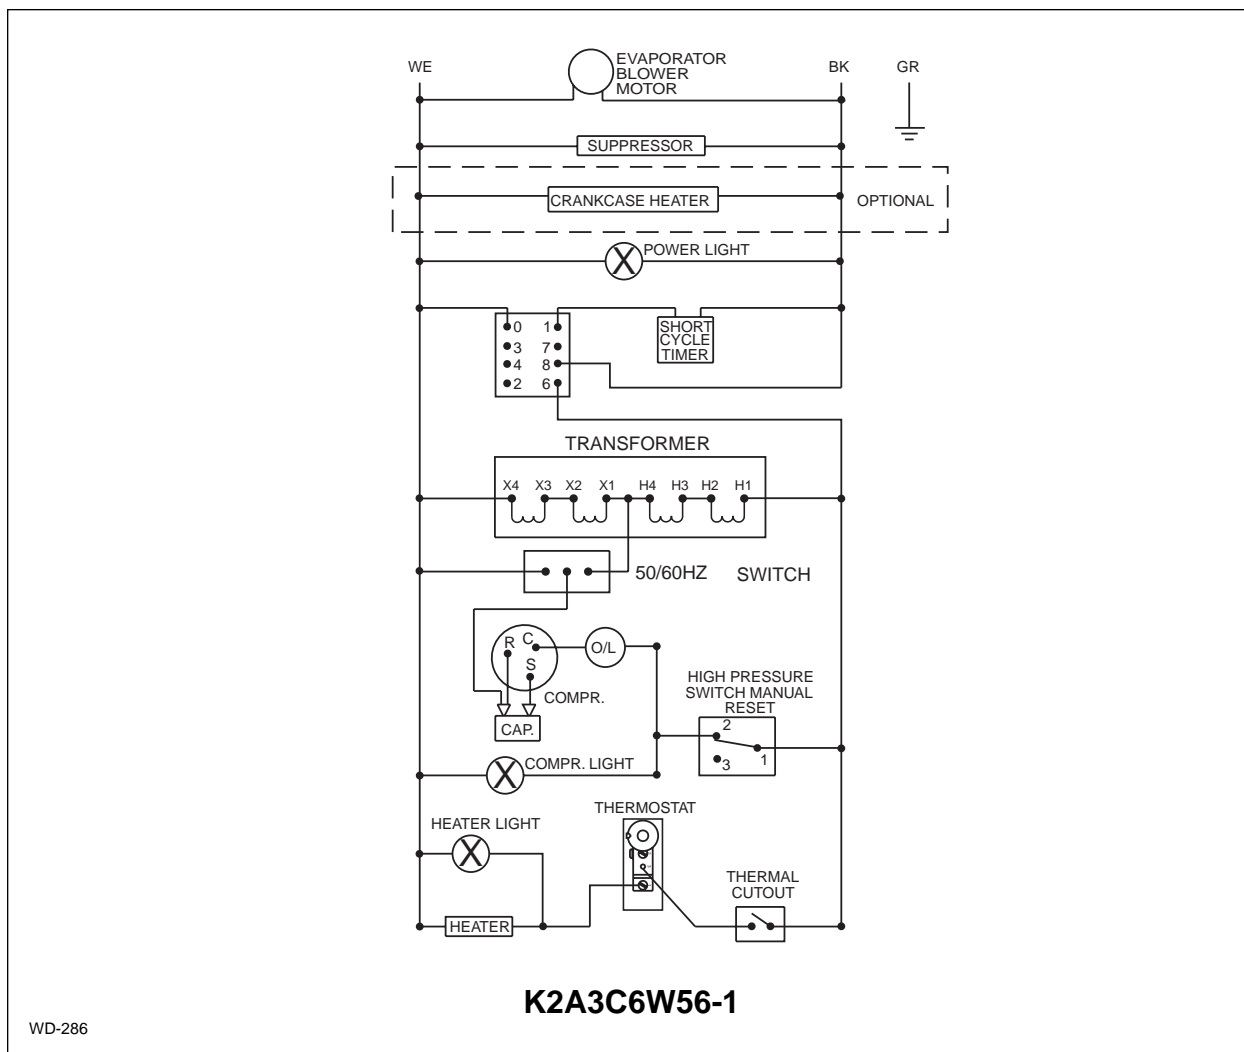 WE
EVAPORATOR
BLOWER
MOTOR
BK
GR
SUPPRESSOR
CRANKCASE HEATER
OPTIONAL
X
POWER LIGHT
0 1
3 7
4 8
2 6
SHORT
CYCLE
TIMER
TRANSFORMER
X4 X3 X2 X1 H4 H3 H2 H1
50/60HZ SWITCH
R C
S
O/L
COMPR.
CAP.
HIGH PRESSURE
SWITCH MANUAL
RESET
2
1
3
X
COMPR. LIGHT
THERMOSTAT
HEATER LIGHT
X
THERMAL
CUTOUT
HEATER
K2A3C6W56-1
WD-286